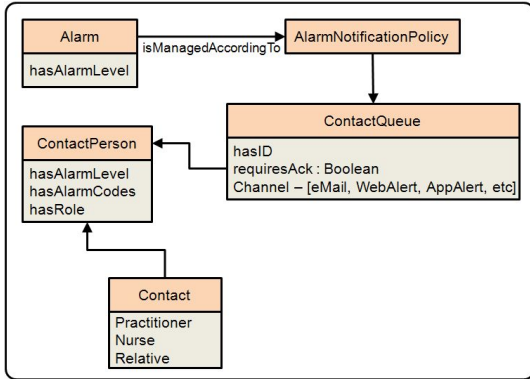 Alarm
hasAlarmLevel
isManagedAccordingTo
AlarmNotificationPolicy
ContactQueue
hasID
requiresAck : Boolean
Channel – [eMail, WebAlert, AppAlert, etc]
ContactPerson
hasAlarmLevel
hasAlarmCodes
hasRole
Contact
Practitioner
Nurse
Relative